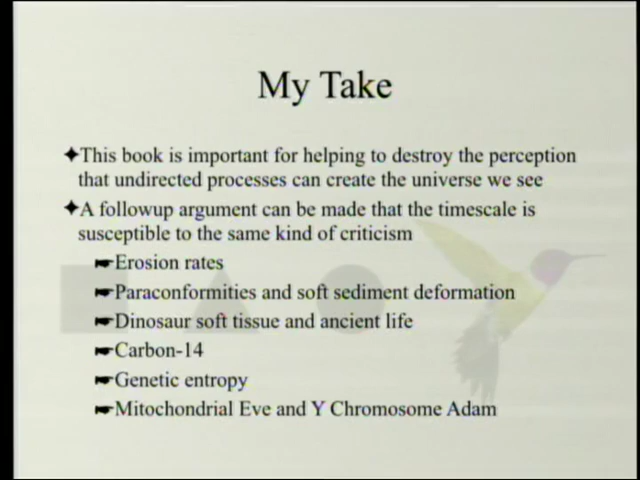 My Take
This book is important for helping to destroy the perception
that undirected processes can create the universe we see
A followup argument can be made that the timescale is
susceptible to the same kind of criticism
Erosion rates
Paraconformities and soft sediment deformation
Dinosaur soft tissue and ancient life
Carbon-14
Genetic entropy
Mitochondrial Eve and Y Chromosome Adam